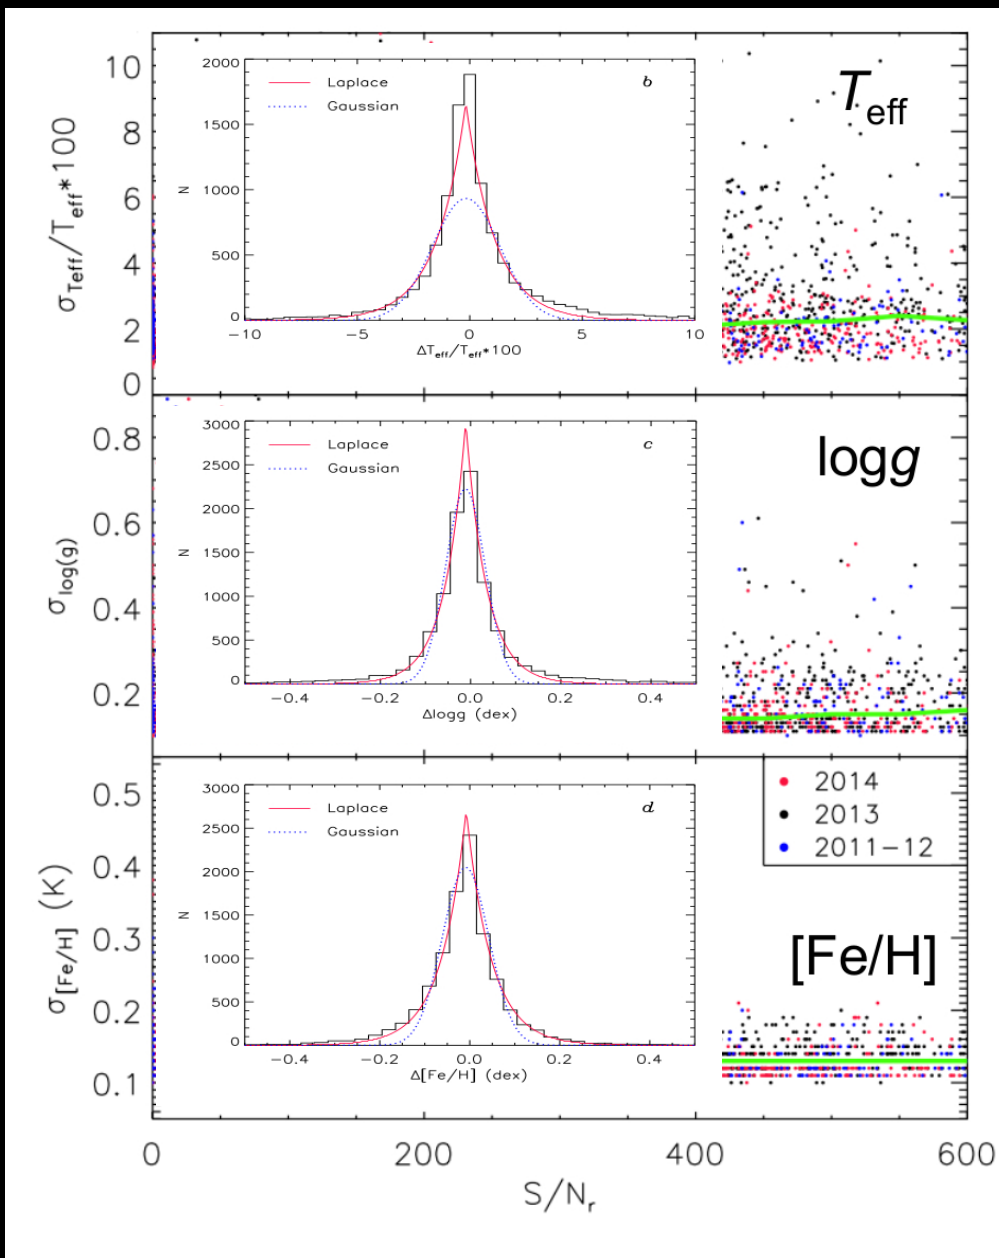 10
8
6
4
2
0
σTeff/Teff*100
2000
1500
1000
500
0
N
Laplace
Gaussian
b
−10
−5
0
5
10
ΔTeff/Teff*100
Teff
0.8
0.6
0.4
0.2
σlog(g)
3000
2500
2000
1500
1000
500
0
N
Laplace
Gaussian
c
−0.4
−0.2
0.0
0.2
0.4
Δlogg (dex)
logg
0.5
0.4
0.3
0.2
0.1
σ[Fe/H] (K)
3000
2500
2000
1500
1000
500
0
N
Laplace
Gaussian
d
−0.4
−0.2
0.0
0.2
0.4
Δ[Fe/H] (dex)
2014
2013
2011−12
[Fe/H]
0
200
400
600
S/Nr